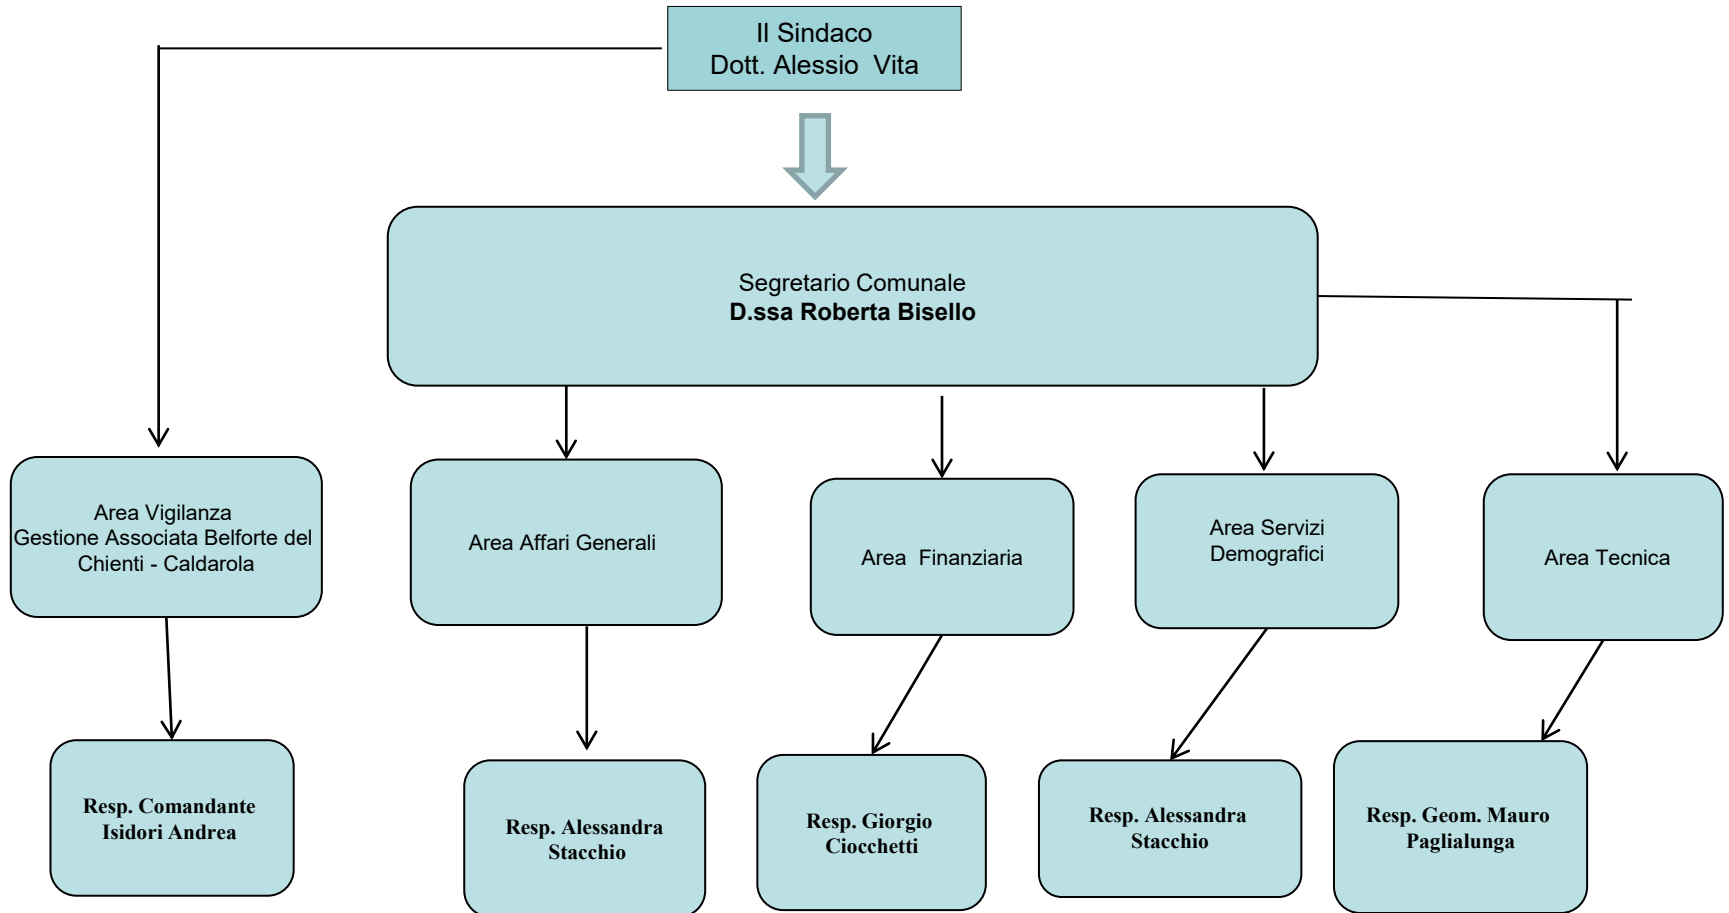 Il Sindaco
Dott. Alessio Vita
Segretario Comunale
D.ssa Roberta Bisello
Area Vigilanza
Gestione Associata Belforte del
Chienti - Caldarola
Area Affari Generali
Area Finanziaria
Area Servizi
Demografici
Area Tecnica
Resp. Comandante
Isidori Andrea
Resp. Alessandra
Stacchio
Resp. Giorgio
Ciocchetti
Resp. Alessandra
Stacchio
Resp. Geom. Mauro
Paglialunga